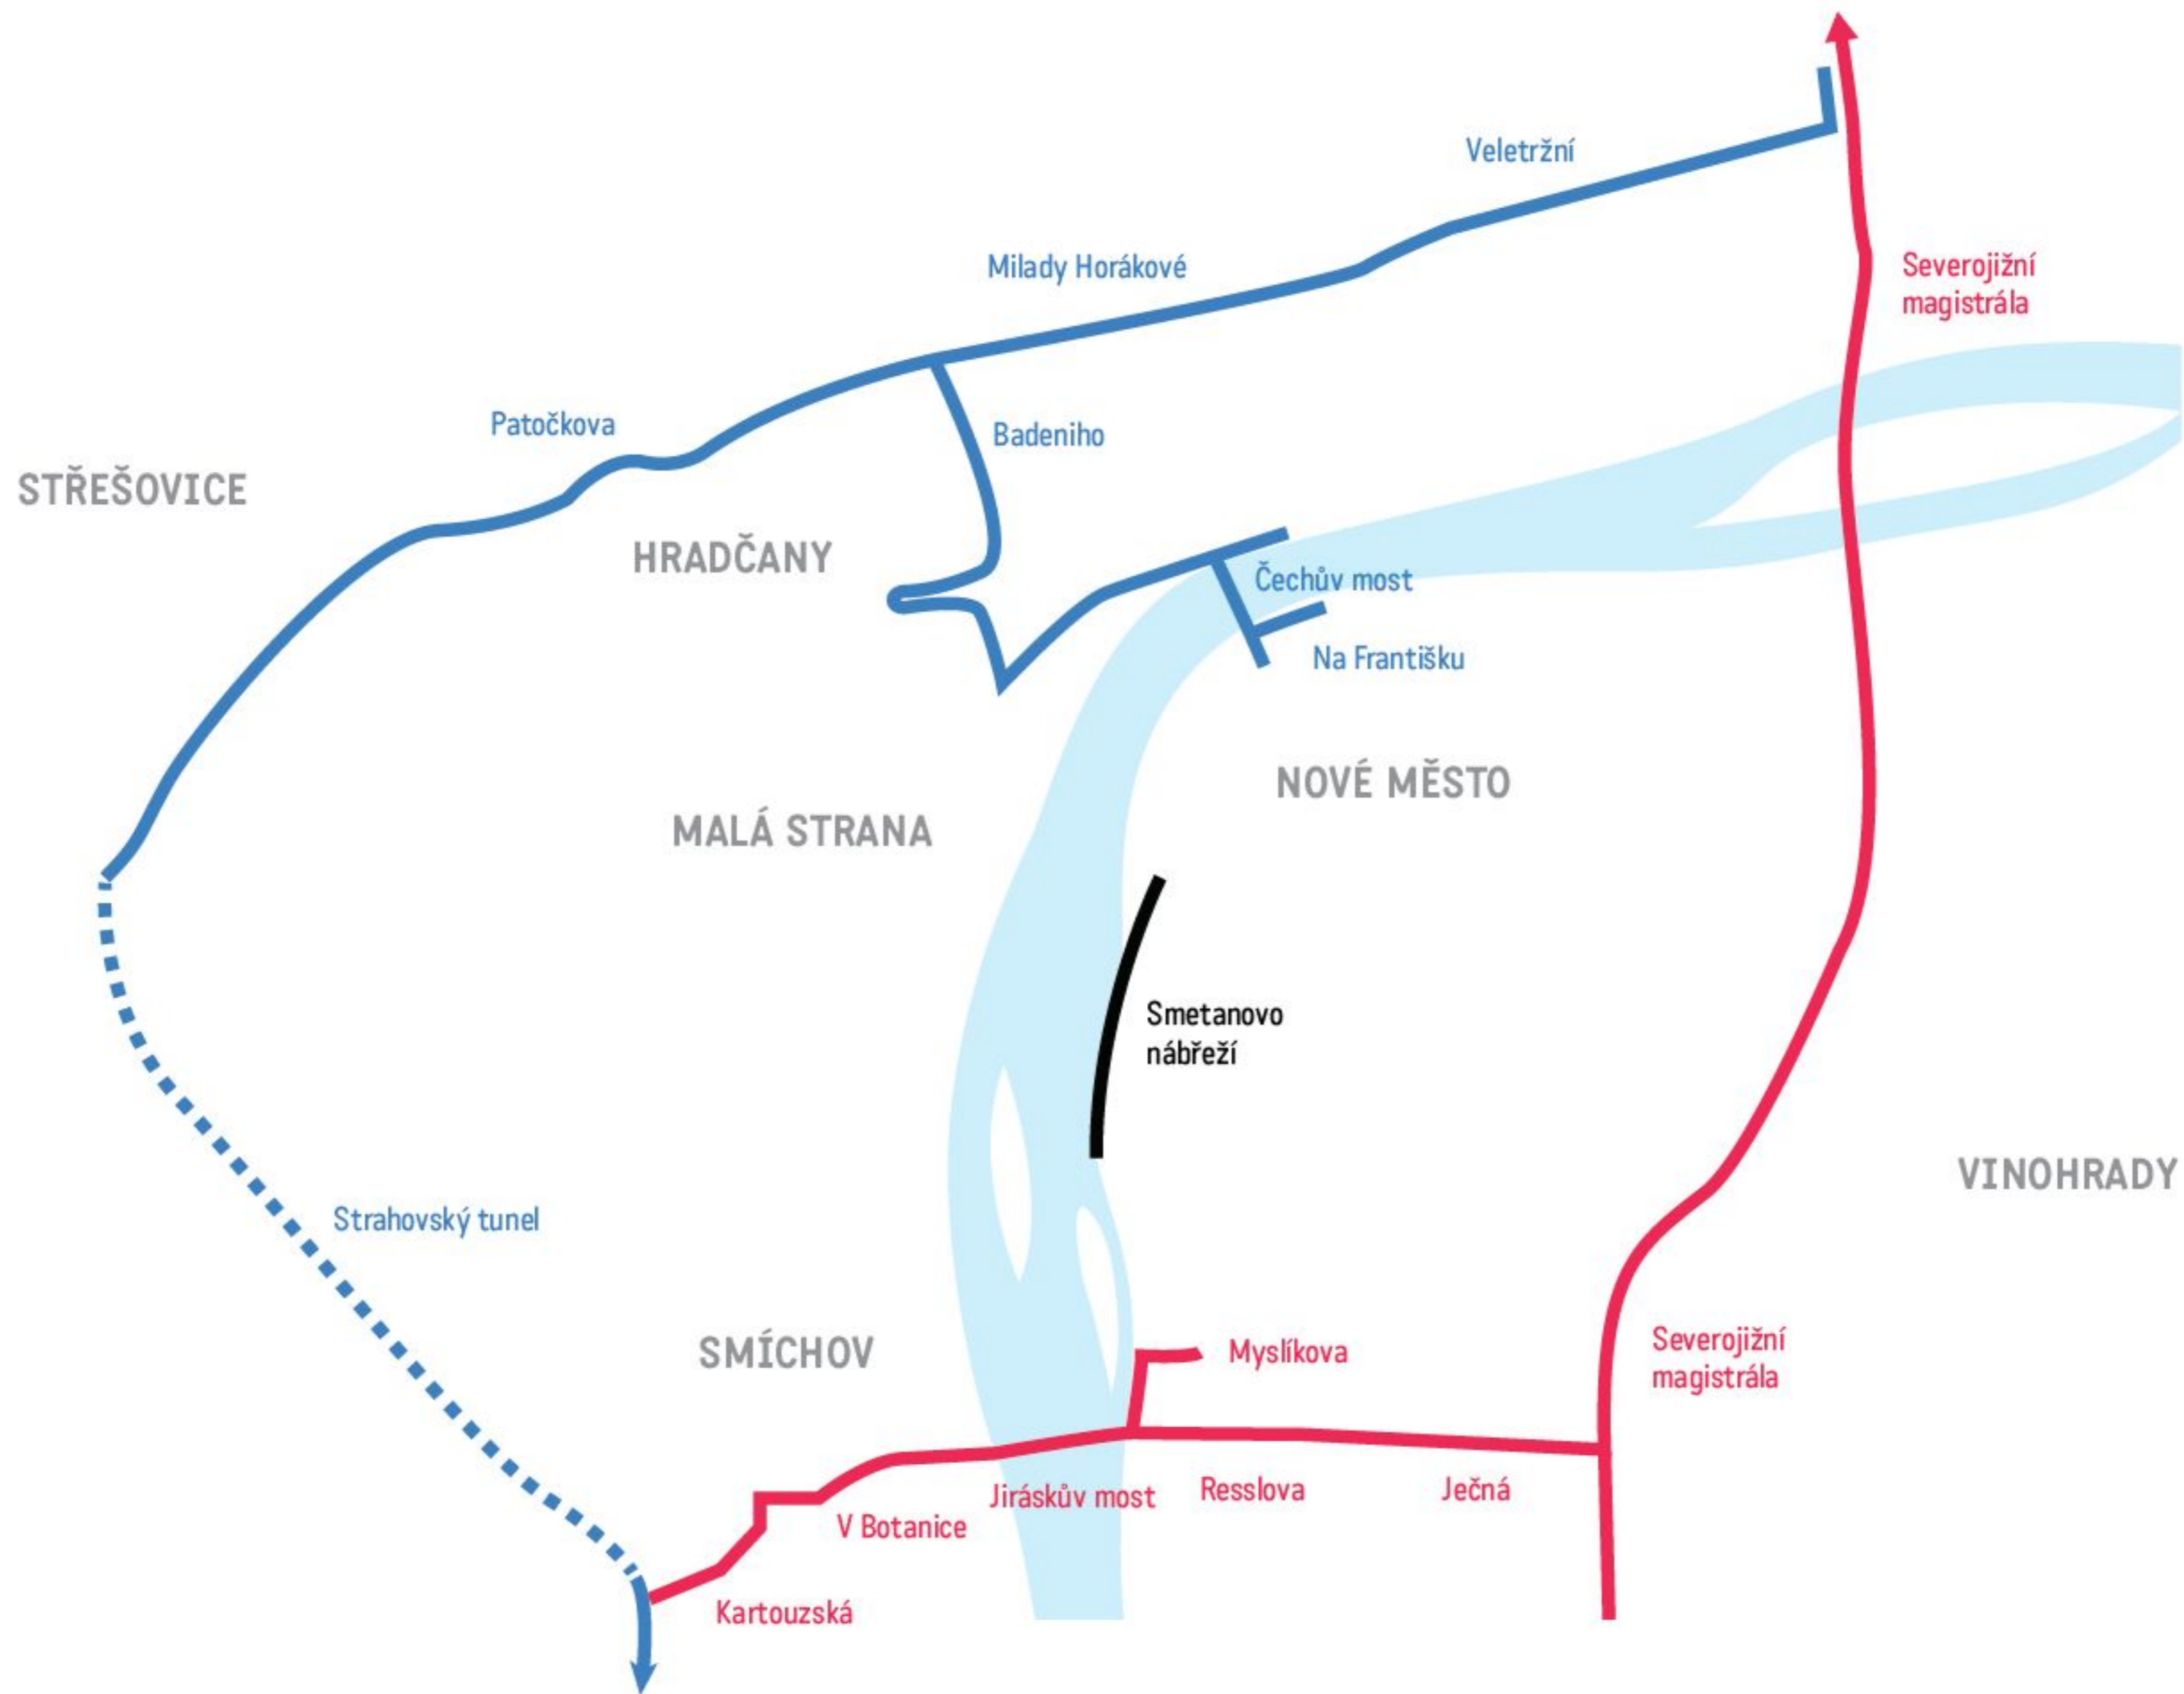 Veletržní
Milady Horákové
Severojižní
magistrála
Patočkova
Badeniho
STŘEŠOVICE
HRADČANY
Čechův most
Na Františku
NOVÉ MĚSTO
MALÁ STRANA
Smetanovo
nábřeží
VINOHRADY
Strahovský tunel
SMÍCHOV
Myslíkova
Severojižní
magistrála
Jiráskův most
Resslova
Ječná
V Botanice
Kartouzská